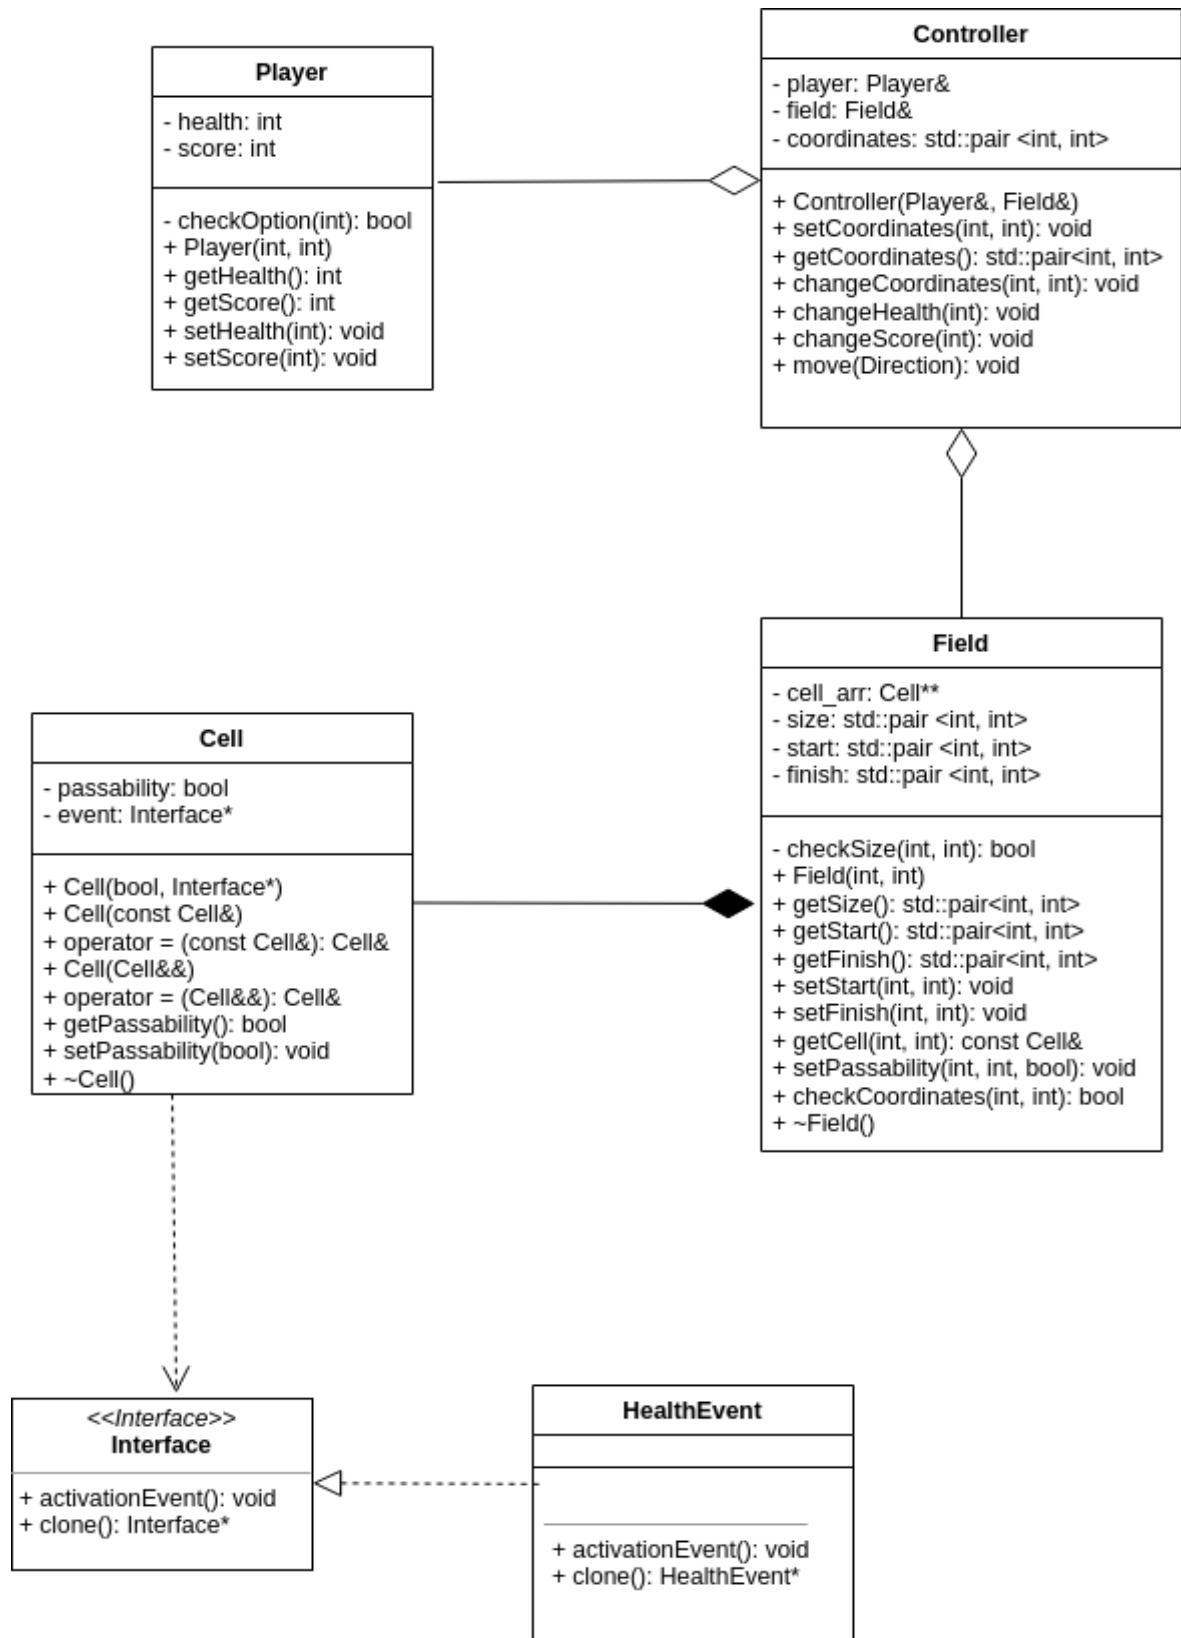 Player
- health: int
- score: int
- checkOption(int): bool
+ Player(int, int)
+ getHealth(): int
+ getScore(): int
+ setHealth(int): void
+ setScore(int): void
Controller
- player: Player&
- field: Field&
- coordinates: std::pair <int, int>
+ Controller(Player&, Field&)
+ setCoordinates(int, int): void
+ getCoordinates(): std::pair<int, int>
+ changeCoordinates(int, int): void
+ changeHealth(int): void
+ changeScore(int): void
+ move(Direction): void
Field
- cell_arr: Cell**
- size: std::pair <int, int>
- start: std::pair <int, int>
- finish: std::pair <int, int>
- checkSize(int, int): bool
+ Field(int, int)
+ getSize(): std::pair<int, int>
+ getStart(): std::pair<int, int>
+ getFinish(): std::pair<int, int>
+ setStart(int, int): void
+ setFinish(int, int): void
+ getCell(int, int): const Cell&
+ setPassability(int, int, bool): void
+ checkCoordinates(int, int): bool
+ ~Field()
Cell
- passability: bool
- event: Interface*
+ Cell(bool, Interface*)
+ Cell(const Cell&)
+ operator = (const Cell&): Cell&
+ Cell(Cell&&)
+ operator = (Cell&&): Cell&
+ getPassability(): bool
+ setPassability(bool): void
+ ~Cell()
<<Interface>>
Interface
+ activationEvent(): void
+ clone(): Interface*
HealthEvent
+ activationEvent(): void
+ clone(): HealthEvent*